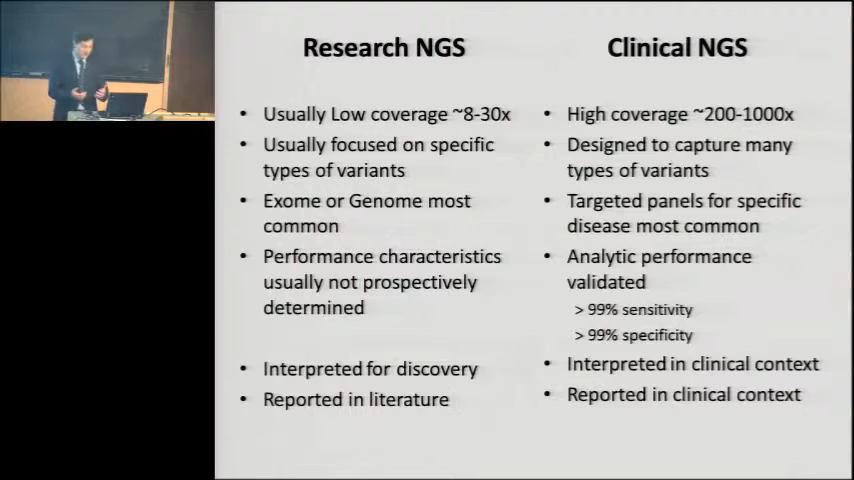 Research NGS
• Usually Low coverage ~8-30x
• Usually focused on specific
types of variants
• Exome or Genome most
common
• Performance characteristics
usually not prospectively
determined
• Interpreted for discovery
• Reported in literature
Clinical NGS
• High coverage ~200-1000x
• Designed to capture many
types of variants
• Targeted panels for specific
disease most common
• Analytic performance
validated
> 99% sensitivity
> 99% specificity
• Interpreted in clinical context
• Reported in clinical context